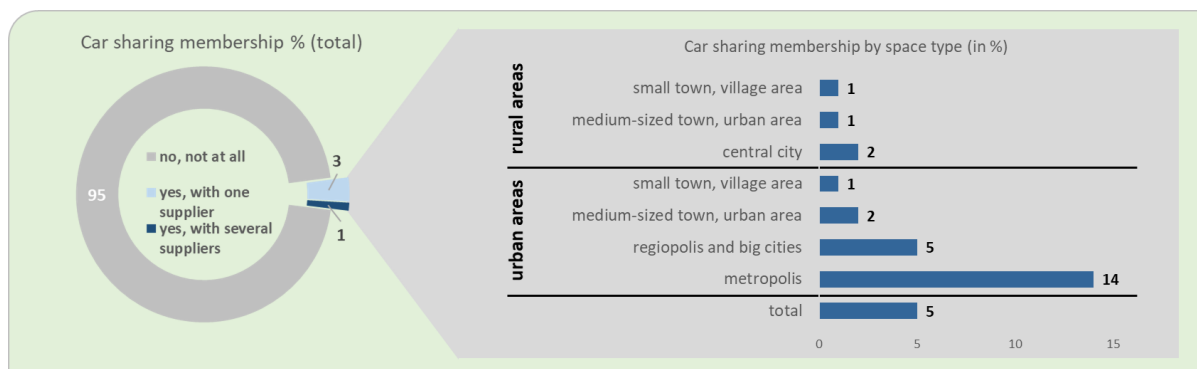 Car sharing membership % (total)
95
no, not at all
yes, with one
supplier
yes, with several
suppliers
3
1
Car sharing membership by space type (in %)
rural areas
small town, village area 1
medium-sized town, urban area 1
central city 2
urban areas
small town, village area 1
medium-sized town, urban area 2
regiopolis and big cities 5
metropolis 14
total 5
0 5 10 15